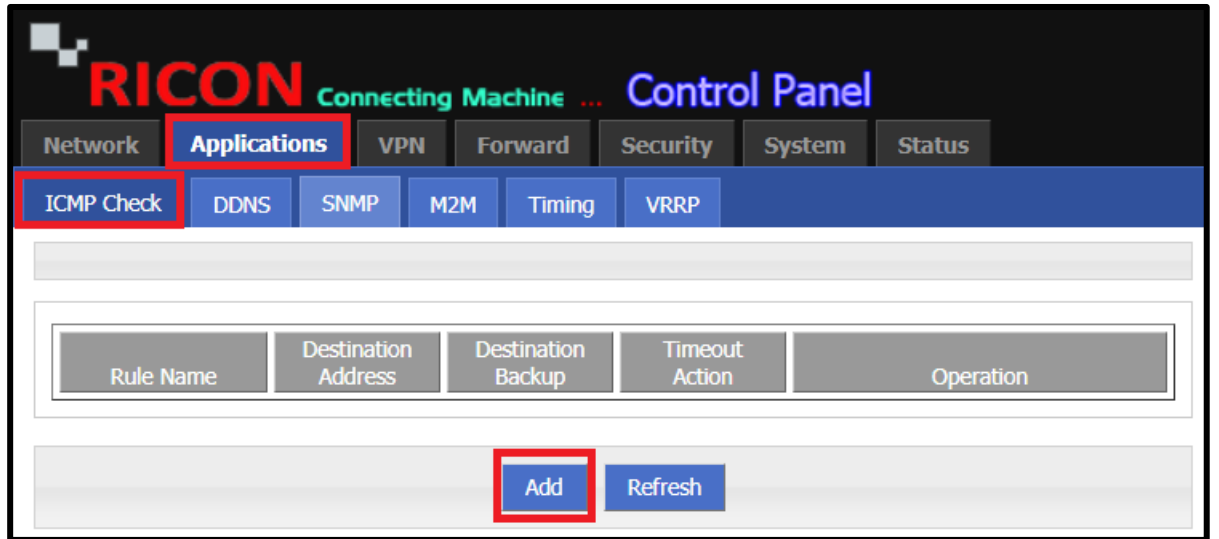 RICON Connecting Machine ... Control Panel
Network Applications VPN Forward Security System Status
ICMP Check DDNS SNMP M2M Timing VRRP
Rule Name Destination Address Destination Backup Timeout Action Operation
Add Refresh